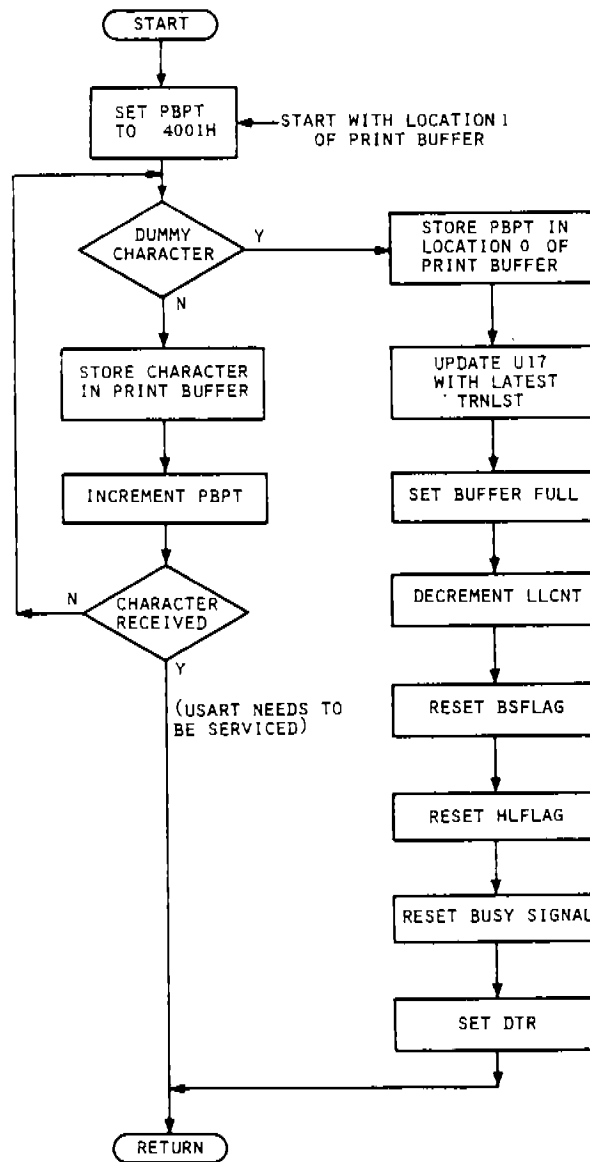 START
SET PBPT
TO 4001H
START WITH LOCATION 1
OF PRINT BUFFER
DUMMY
CHARACTER
Y
N
STORE PBPT IN
LOCATION 0 OF
PRINT BUFFER
STORE CHARACTER
IN PRINT BUFFER
UPDATE U17
WITH LATEST
TRNLST
INCREMENT PBPT
SET BUFFER FULL
N
CHARACTER
RECEIVED
Y
DECREMENT LLCNT
(USART NEEDS TO
BE SERVICED)
RESET BSFLAG
RESET HLFLAG
RESET BUSY SIGNAL
SET DTR
RETURN